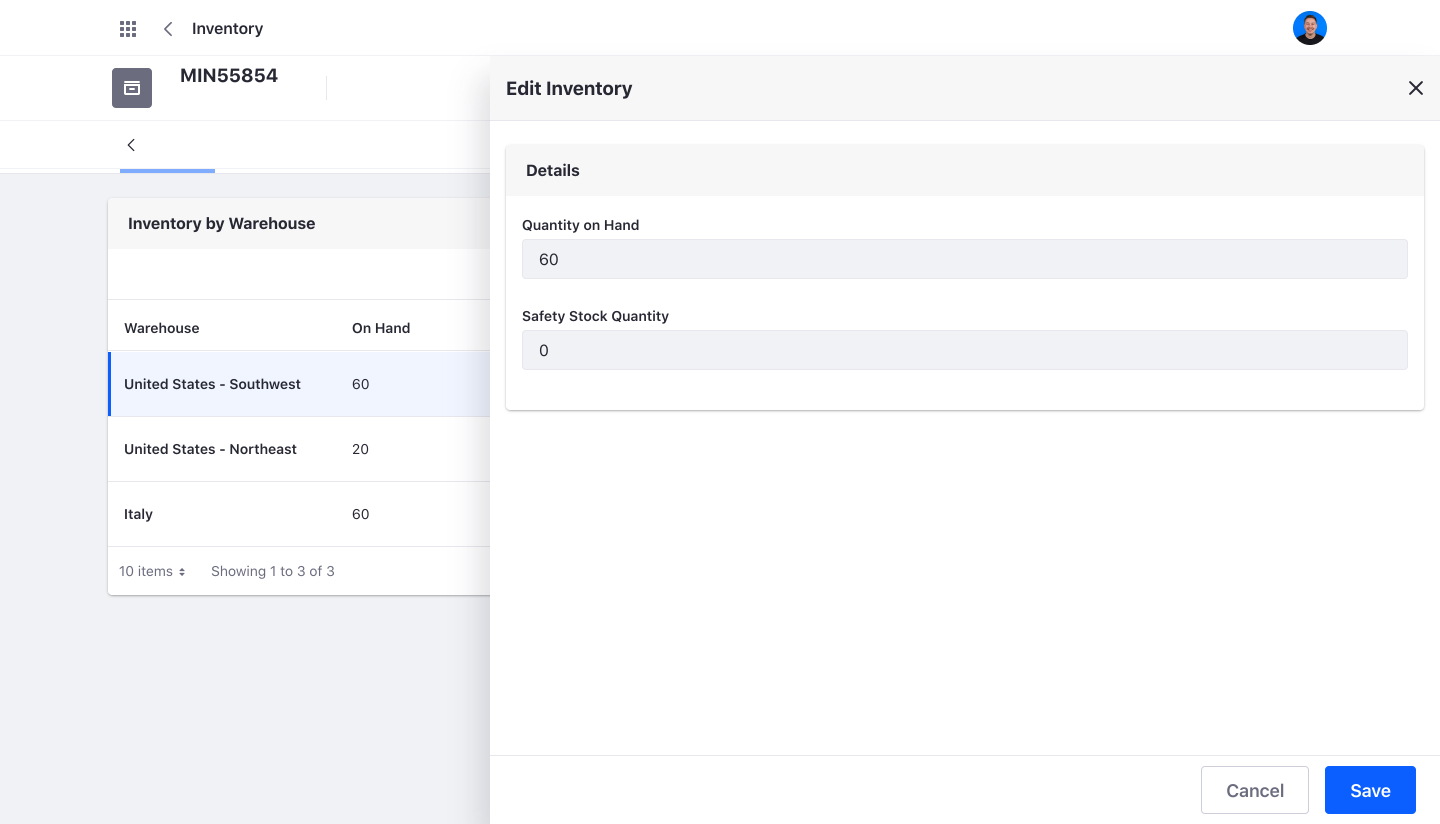 Inventory
MIN55854
Edit Inventory
Details
Quantity on Hand
60
Safety Stock Quantity
0
Inventory by Warehouse
Warehouse On Hand
United States - Southwest 60
United States - Northeast 20
Italy 60
10 items Showing 1 to 3 of 3
Cancel Save